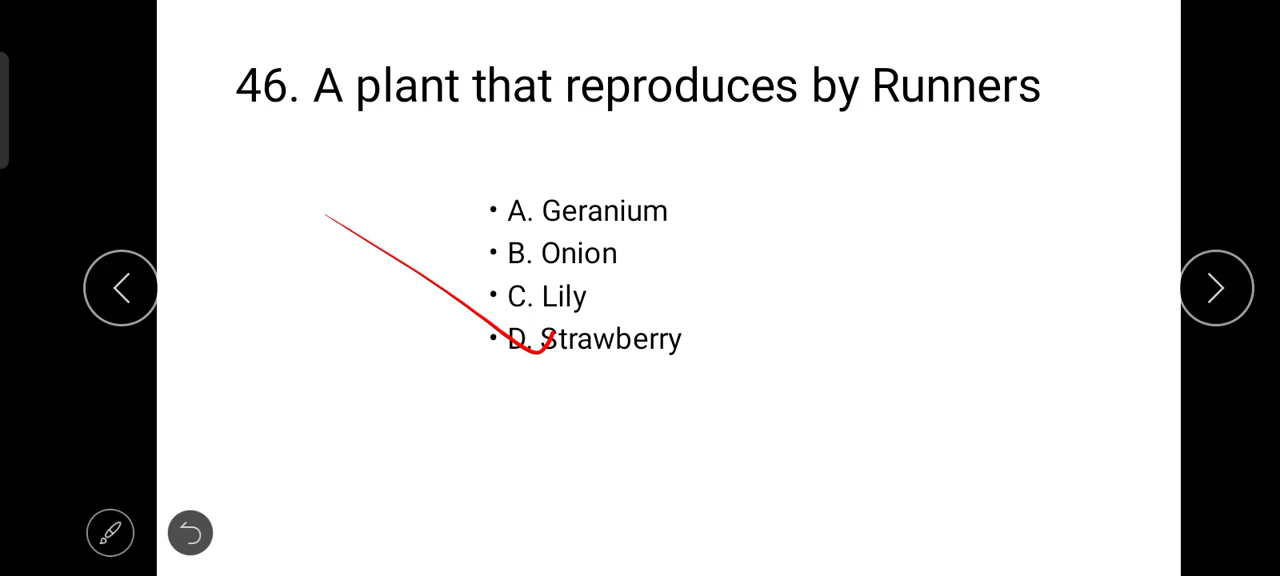 46. A plant that reproduces by Runners
• A. Geranium
• B. Onion
• C. Lily
• D. Strawberry